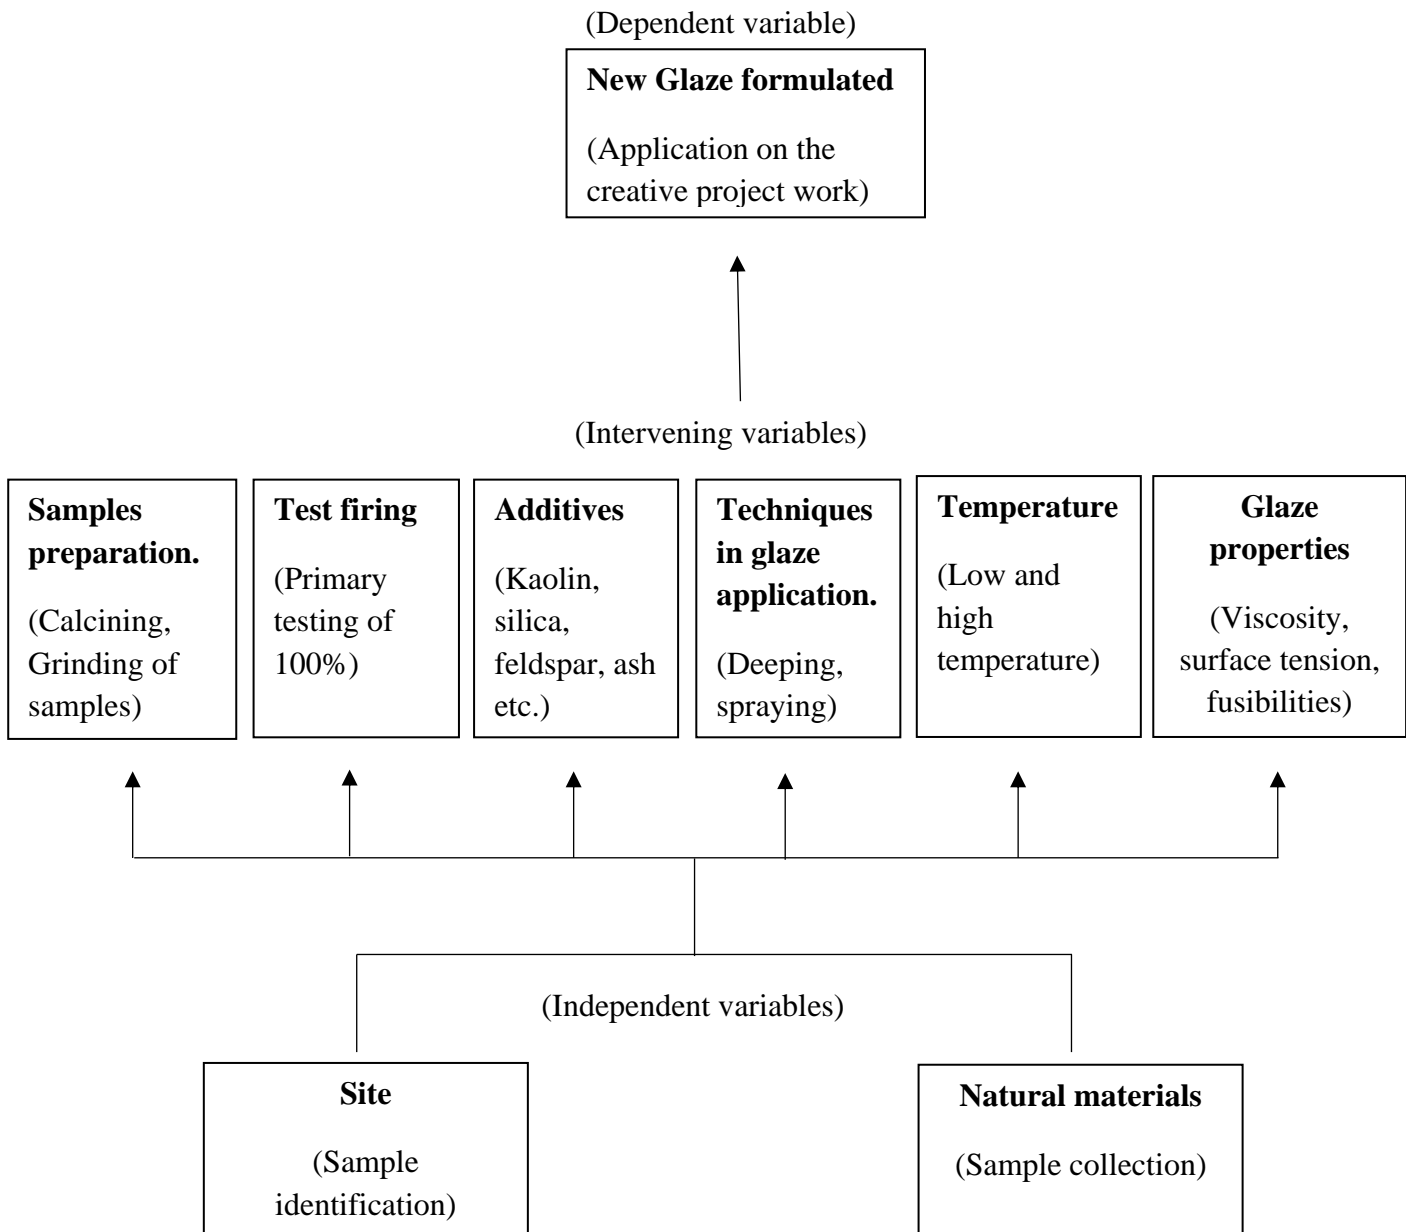 (Dependent variable)
New Glaze formulated
(Application on the
creative project work)
(Intervening variables)
Samples
preparation.
(Calcining,
Grinding of
samples)
Test firing
(Primary
testing of
100%)
Additives
(Kaolin,
silica,
feldspar, ash
etc.)
Techniques
in glaze
application.
(Deeping,
spraying)
Temperature
(Low and
high
temperature)
Glaze
properties
(Viscosity,
surface tension,
fusibilities)
(Independent variables)
Site
(Sample
identification)
Natural materials
(Sample collection)